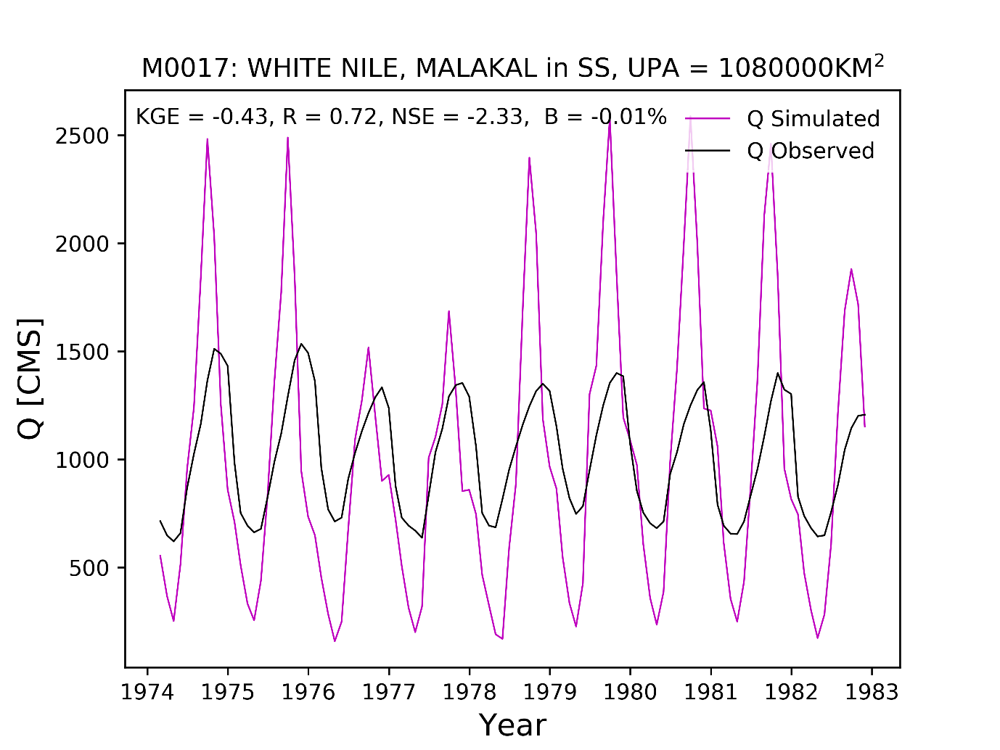 M0017: WHITE NILE, MALAKAL in SS, UPA = 1080000KM²
KGE = -0.43, R = 0.72, NSE = -2.33,  B = -0.01%
Q Simulated
Q Observed
2500
2000
1500
1000
500
Q [CMS]
1974 1975 1976 1977 1978 1979 1980 1981 1982 1983
Year